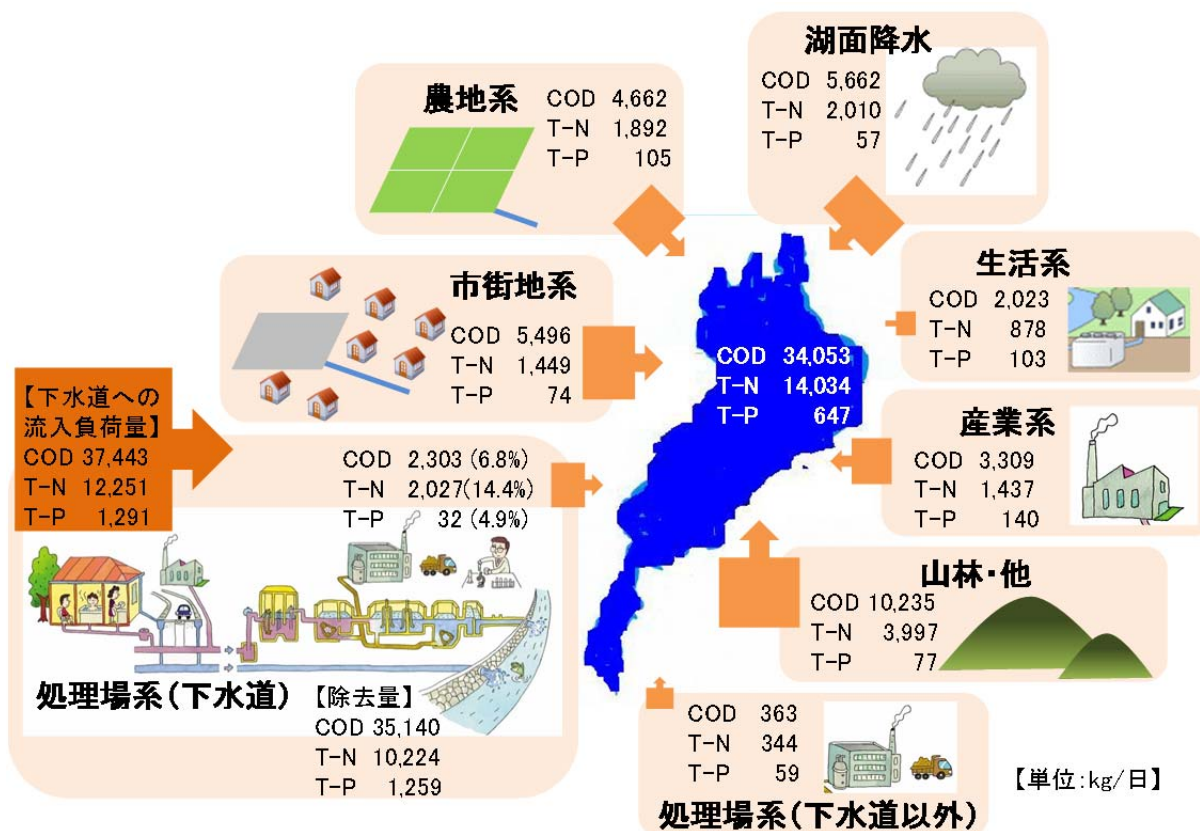 湖面降水
COD 5,662
T-N 2,010
T-P 57
農地系
COD 4,662
T-N 1,892
T-P 105
市街地系
COD 5,496
T-N 1,449
T-P 74
生活系
COD 2,023
T-N 878
T-P 103
COD 34,053
T-N 14,034
T-P 647
【下水道への
流入負荷量】
COD 37,443
T-N 12,251
T-P 1,291
COD 2,303 (6.8%)
T-N 2,027(14.4%)
T-P 32 (4.9%)
産業系
COD 3,309
T-N 1,437
T-P 140
山林・他
COD 10,235
T-N 3,997
T-P 77
処理場系(下水道)
【除去量】
COD 35,140
T-N 10,224
T-P 1,259
COD 363
T-N 344
T-P 59
処理場系(下水道以外)
【単位:kg/日】